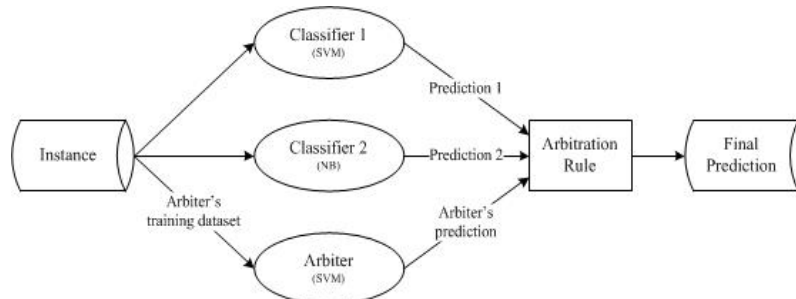 Classifier 1
(SVM)
Prediction 1
Instance
Classifier 2
(NB)
Prediction 2
Arbitration
Rule
Final
Prediction
Arbiter's
training dataset
Arbiter's
prediction
Arbiter
(SVM)